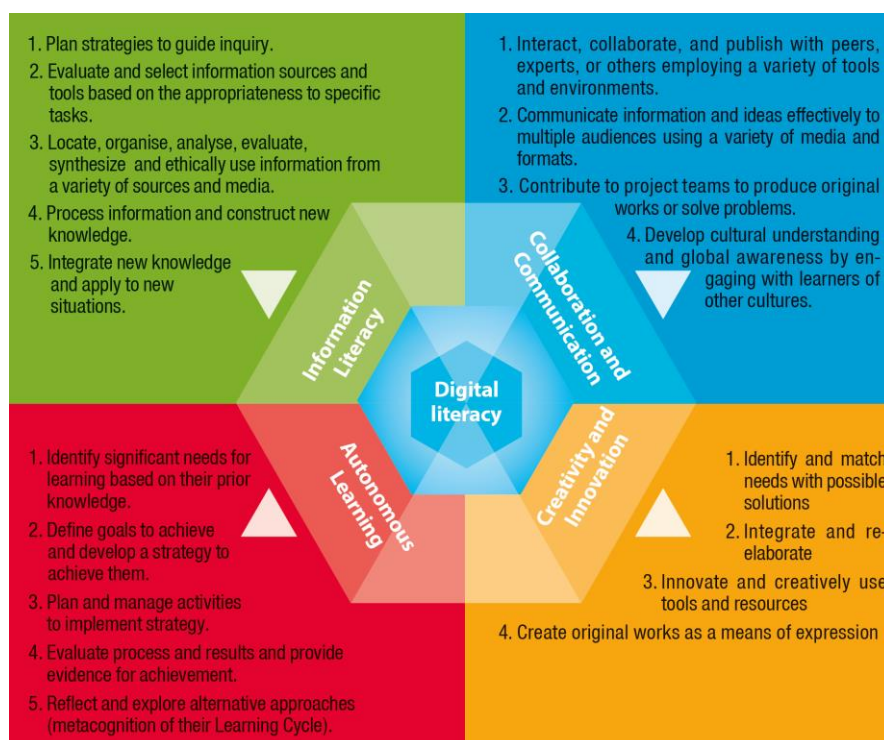 1. Plan strategies to guide inquiry.
2. Evaluate and select information sources and
tools based on the appropriateness to specific
tasks.
3. Locate, organise, analyse, evaluate,
synthesize and ethically use information from
a variety of sources and media.
4. Process information and construct new
knowledge.
5. Integrate new knowledge
and apply to new
situations.
1. Interact, collaborate, and publish with peers,
experts, or others employing a variety of tools
and environments.
2. Communicate information and ideas effectively to
multiple audiences using a variety of media and
formats.
3. Contribute to project teams to produce original
works or solve problems.
4. Develop cultural understanding
and global awareness by en-
gaging with learners of
other cultures.
Information
Literacy
Collaboration and
Communication
Digital
literacy
Autonomous
Learning
Creativity and
Innovation
1. Identify significant needs for
learning based on their prior
knowledge.
2. Define goals to achieve
and develop a strategy to
achieve them.
3. Plan and manage activities
to implement strategy.
4. Evaluate process and results and provide
evidence for achievement.
5. Reflect and explore alternative approaches
(metacognition of their Learning Cycle).
1. Identify and match
needs with possible
solutions
2. Integrate and re-
elaborate
3. Innovate and creatively use
tools and resources
4. Create original works as a means of expression